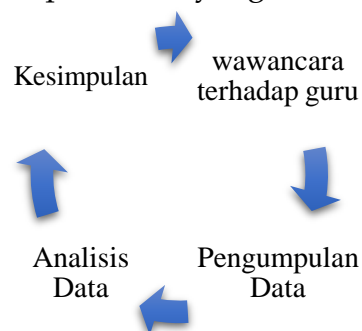 Kesimpulan
wawancara
terhadap guru
Pengumpulan
Data
Analisis
Data